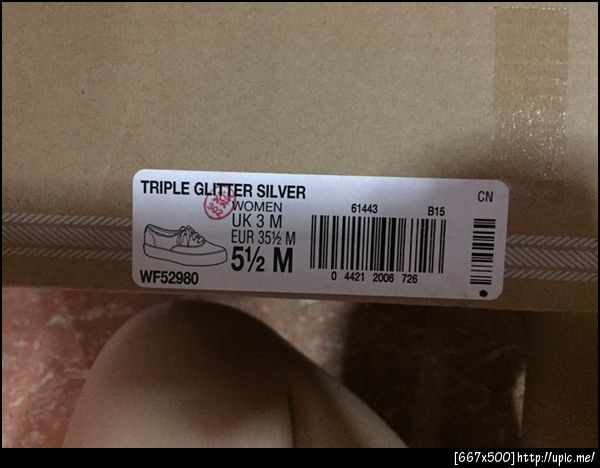 TRIPLE GLITTER SILVER
WOMEN
UK 3 M
EUR 35½ M
5½ M
WF52980
61443 B15
0 4421 2006 726
CN
[667x500]http://upic.me/